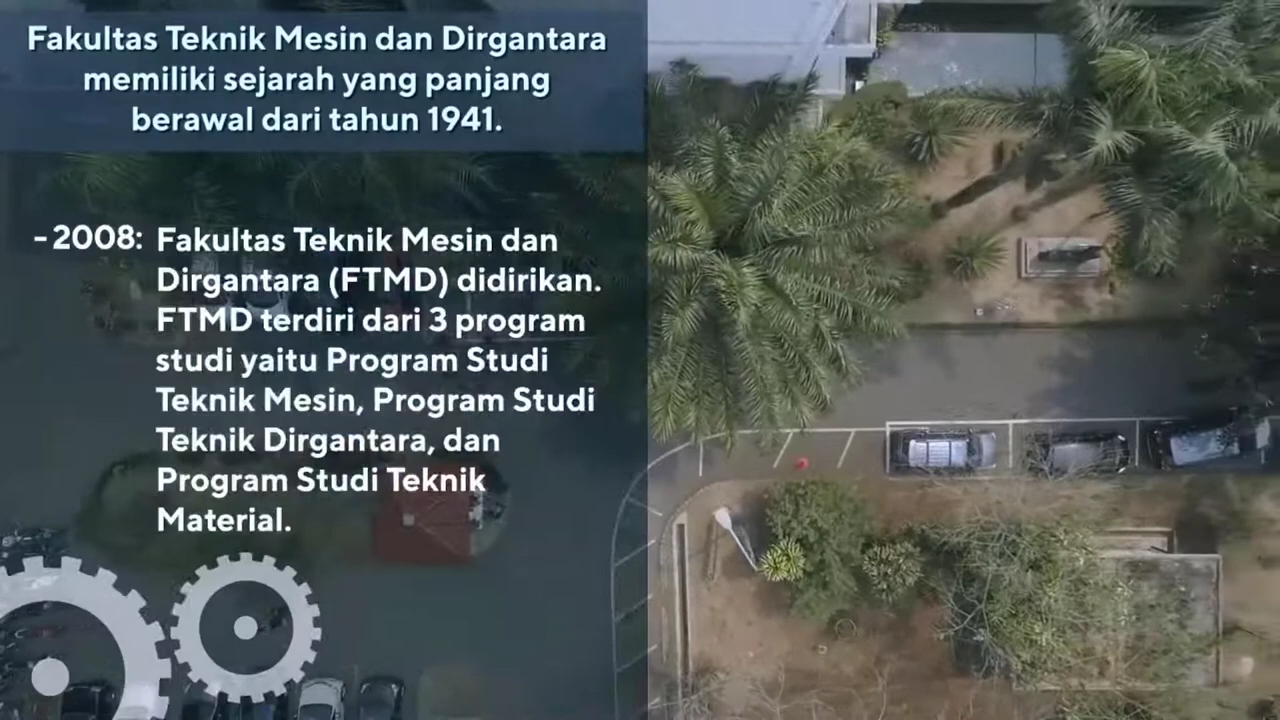 Fakultas Teknik Mesin dan Dirgantara
memiliki sejarah yang panjang
berawal dari tahun 1941.
- 2008: Fakultas Teknik Mesin dan
Dirgantara (FTMD) didirikan.
FTMD terdiri dari 3 program
studi yaitu Program Studi
Teknik Mesin, Program Studi
Teknik Dirgantara, dan
Program Studi Teknik
Material.